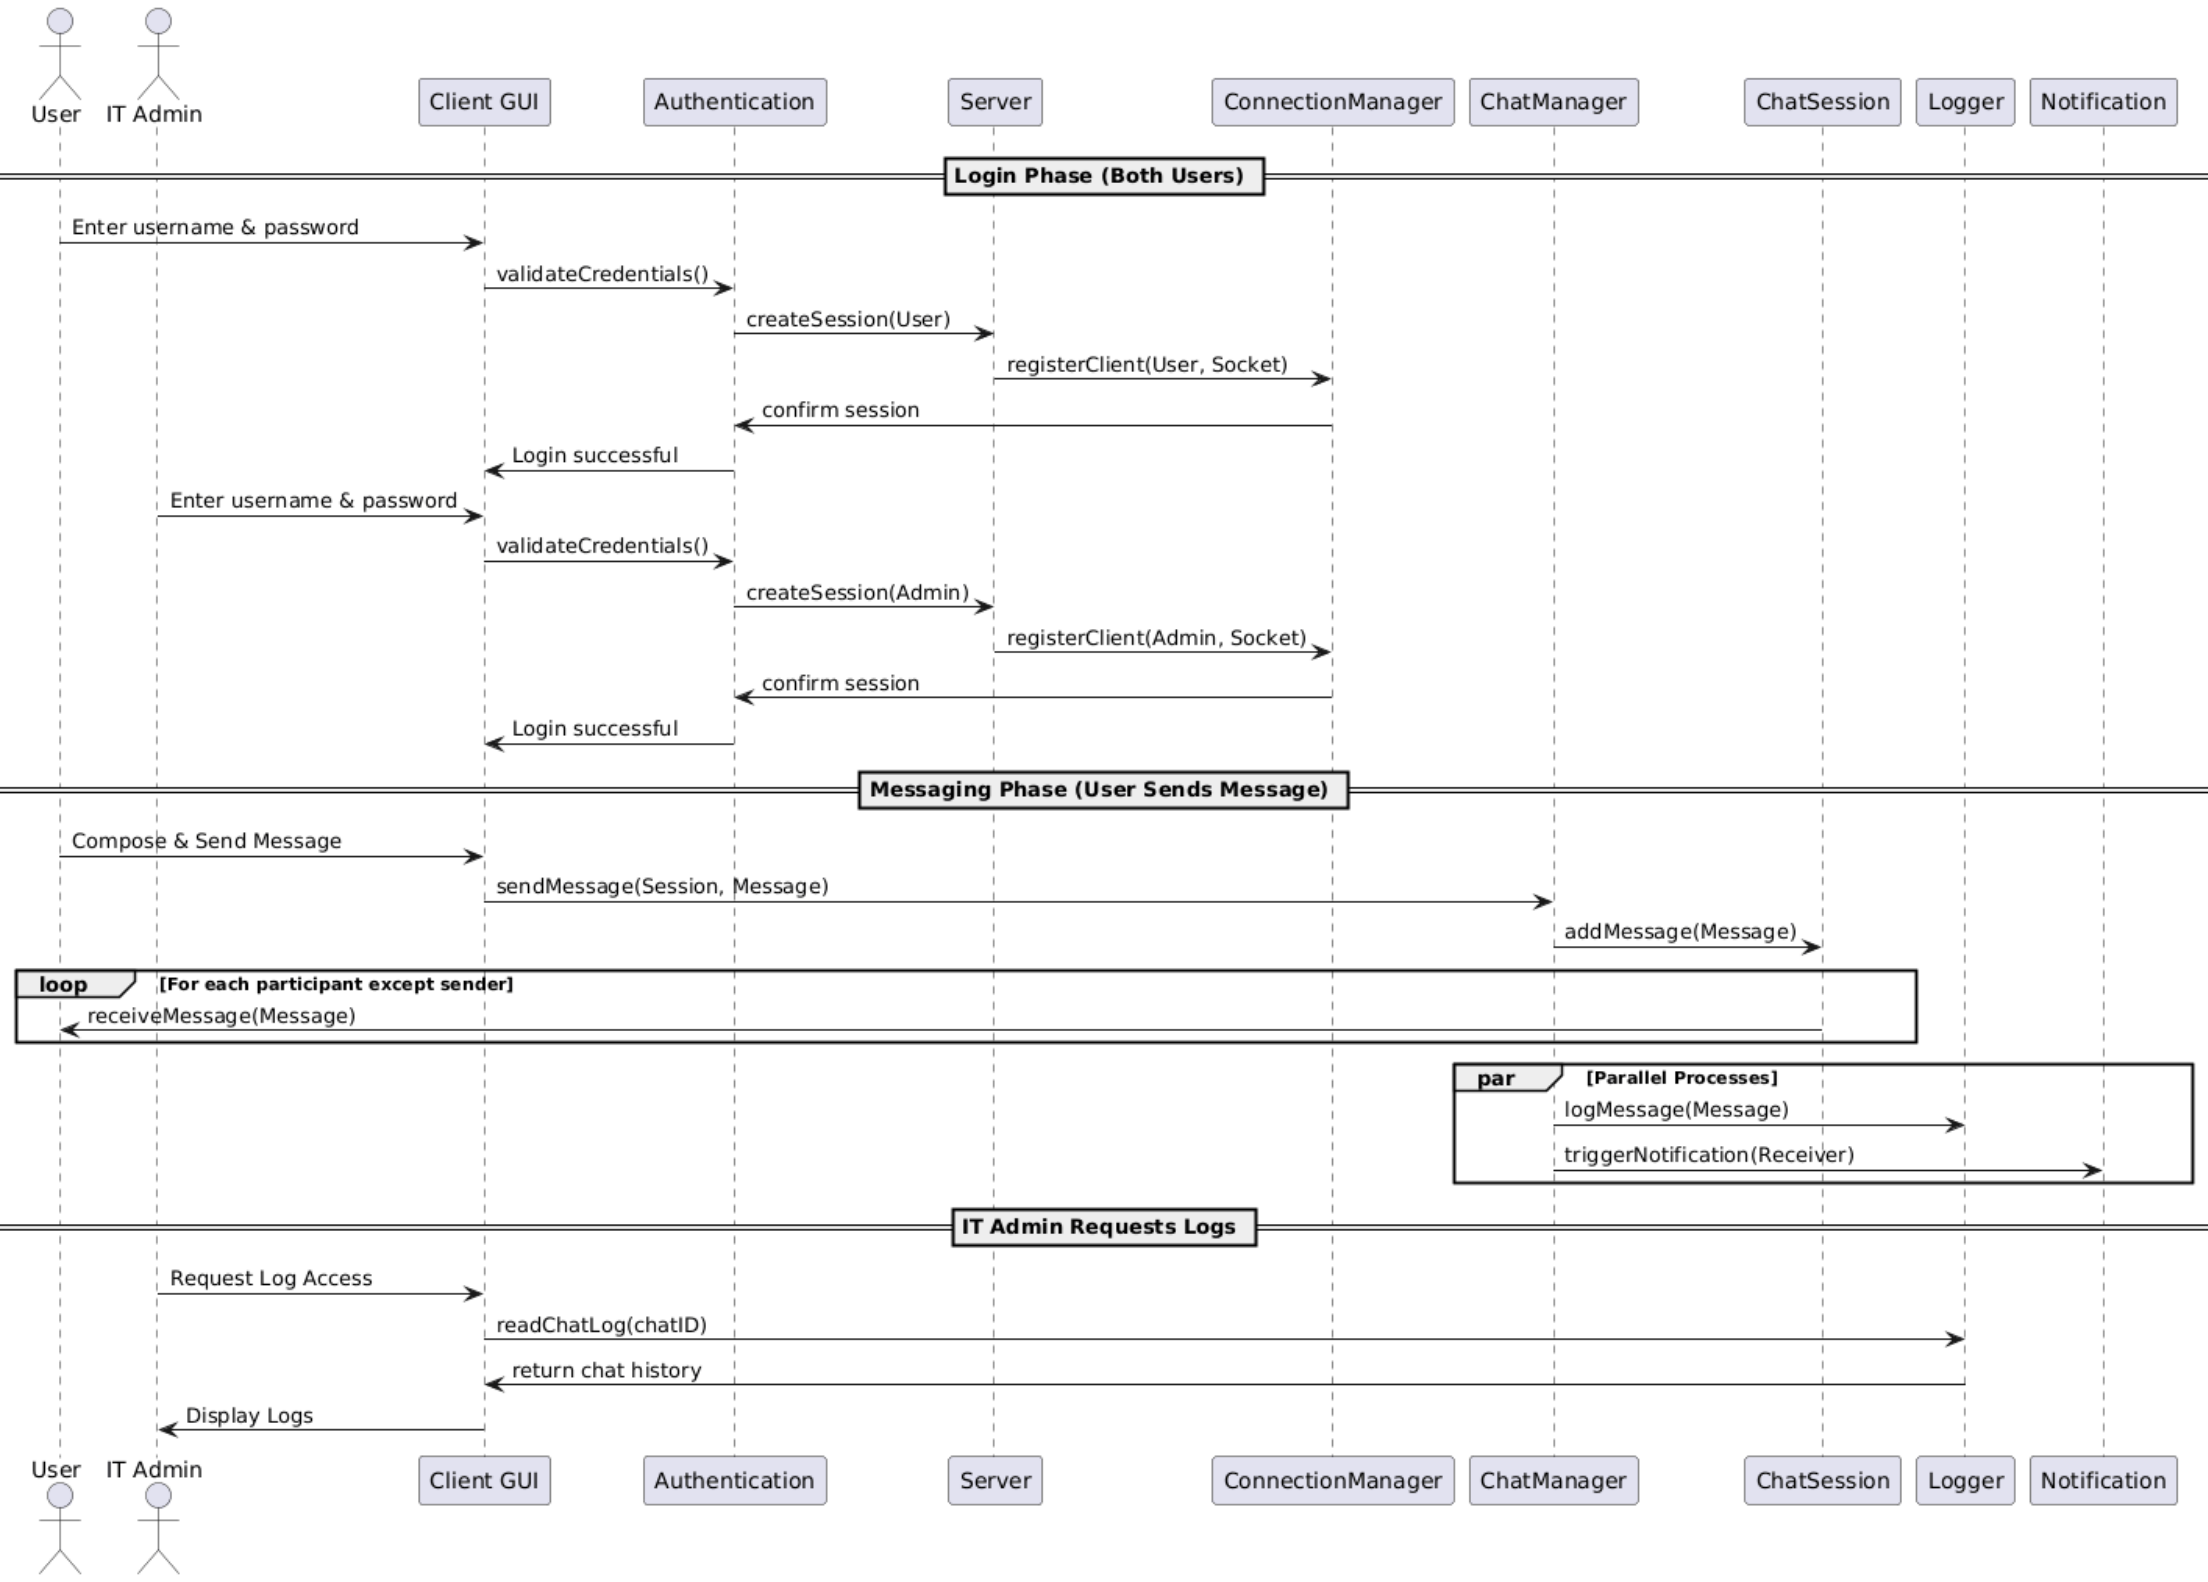 User
IT Admin
Client GUI
Authentication
Server
ConnectionManager
ChatManager
ChatSession
Logger
Notification
Login Phase (Both Users)
Enter username & password
validateCredentials()
createSession(User)
registerClient(User, Socket)
confirm session
Login successful
Enter username & password
validateCredentials()
createSession(Admin)
registerClient(Admin, Socket)
confirm session
Login successful
Messaging Phase (User Sends Message)
Compose & Send Message
sendMessage(Session, Message)
addMessage(Message)
loop
[For each participant except sender]
receiveMessage(Message)
par
[Parallel Processes]
logMessage(Message)
triggerNotification(Receiver)
IT Admin Requests Logs
Request Log Access
readChatLog(chatID)
return chat history
Display Logs
User
IT Admin
Client GUI
Authentication
Server
ConnectionManager
ChatManager
ChatSession
Logger
Notification